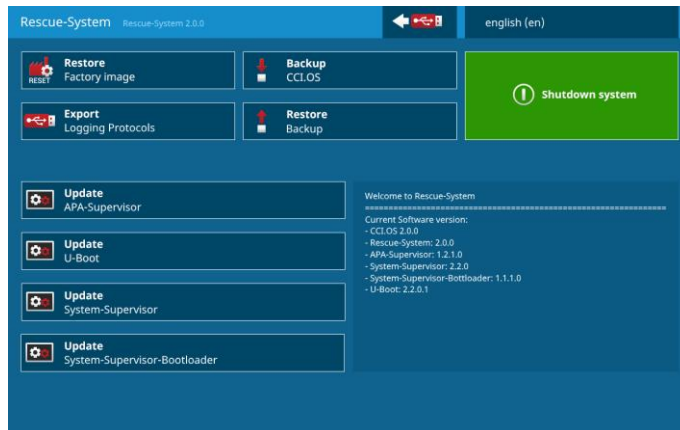 Rescue-System Rescue-System 2.0.0
english (en)
Restore
Factory image
RESET
Backup
CCI.OS
Shutdown system
Export
Logging Protocols
Restore
Backup
Update
APA-Supervisor
Update
U-Boot
Update
System-Supervisor
Update
System-Supervisor-Bootloader
Welcome to Rescue-System
==================================================================
Current Software version:
- CCI.OS 2.0.0
- Rescue-System: 2.0.0
- APA-Supervisor: 1.2.1.0
- System-Supervisor: 2.2.0
- System-Supervisor-Bottloader: 1.1.1.0
- U-Boot: 2.2.0.1